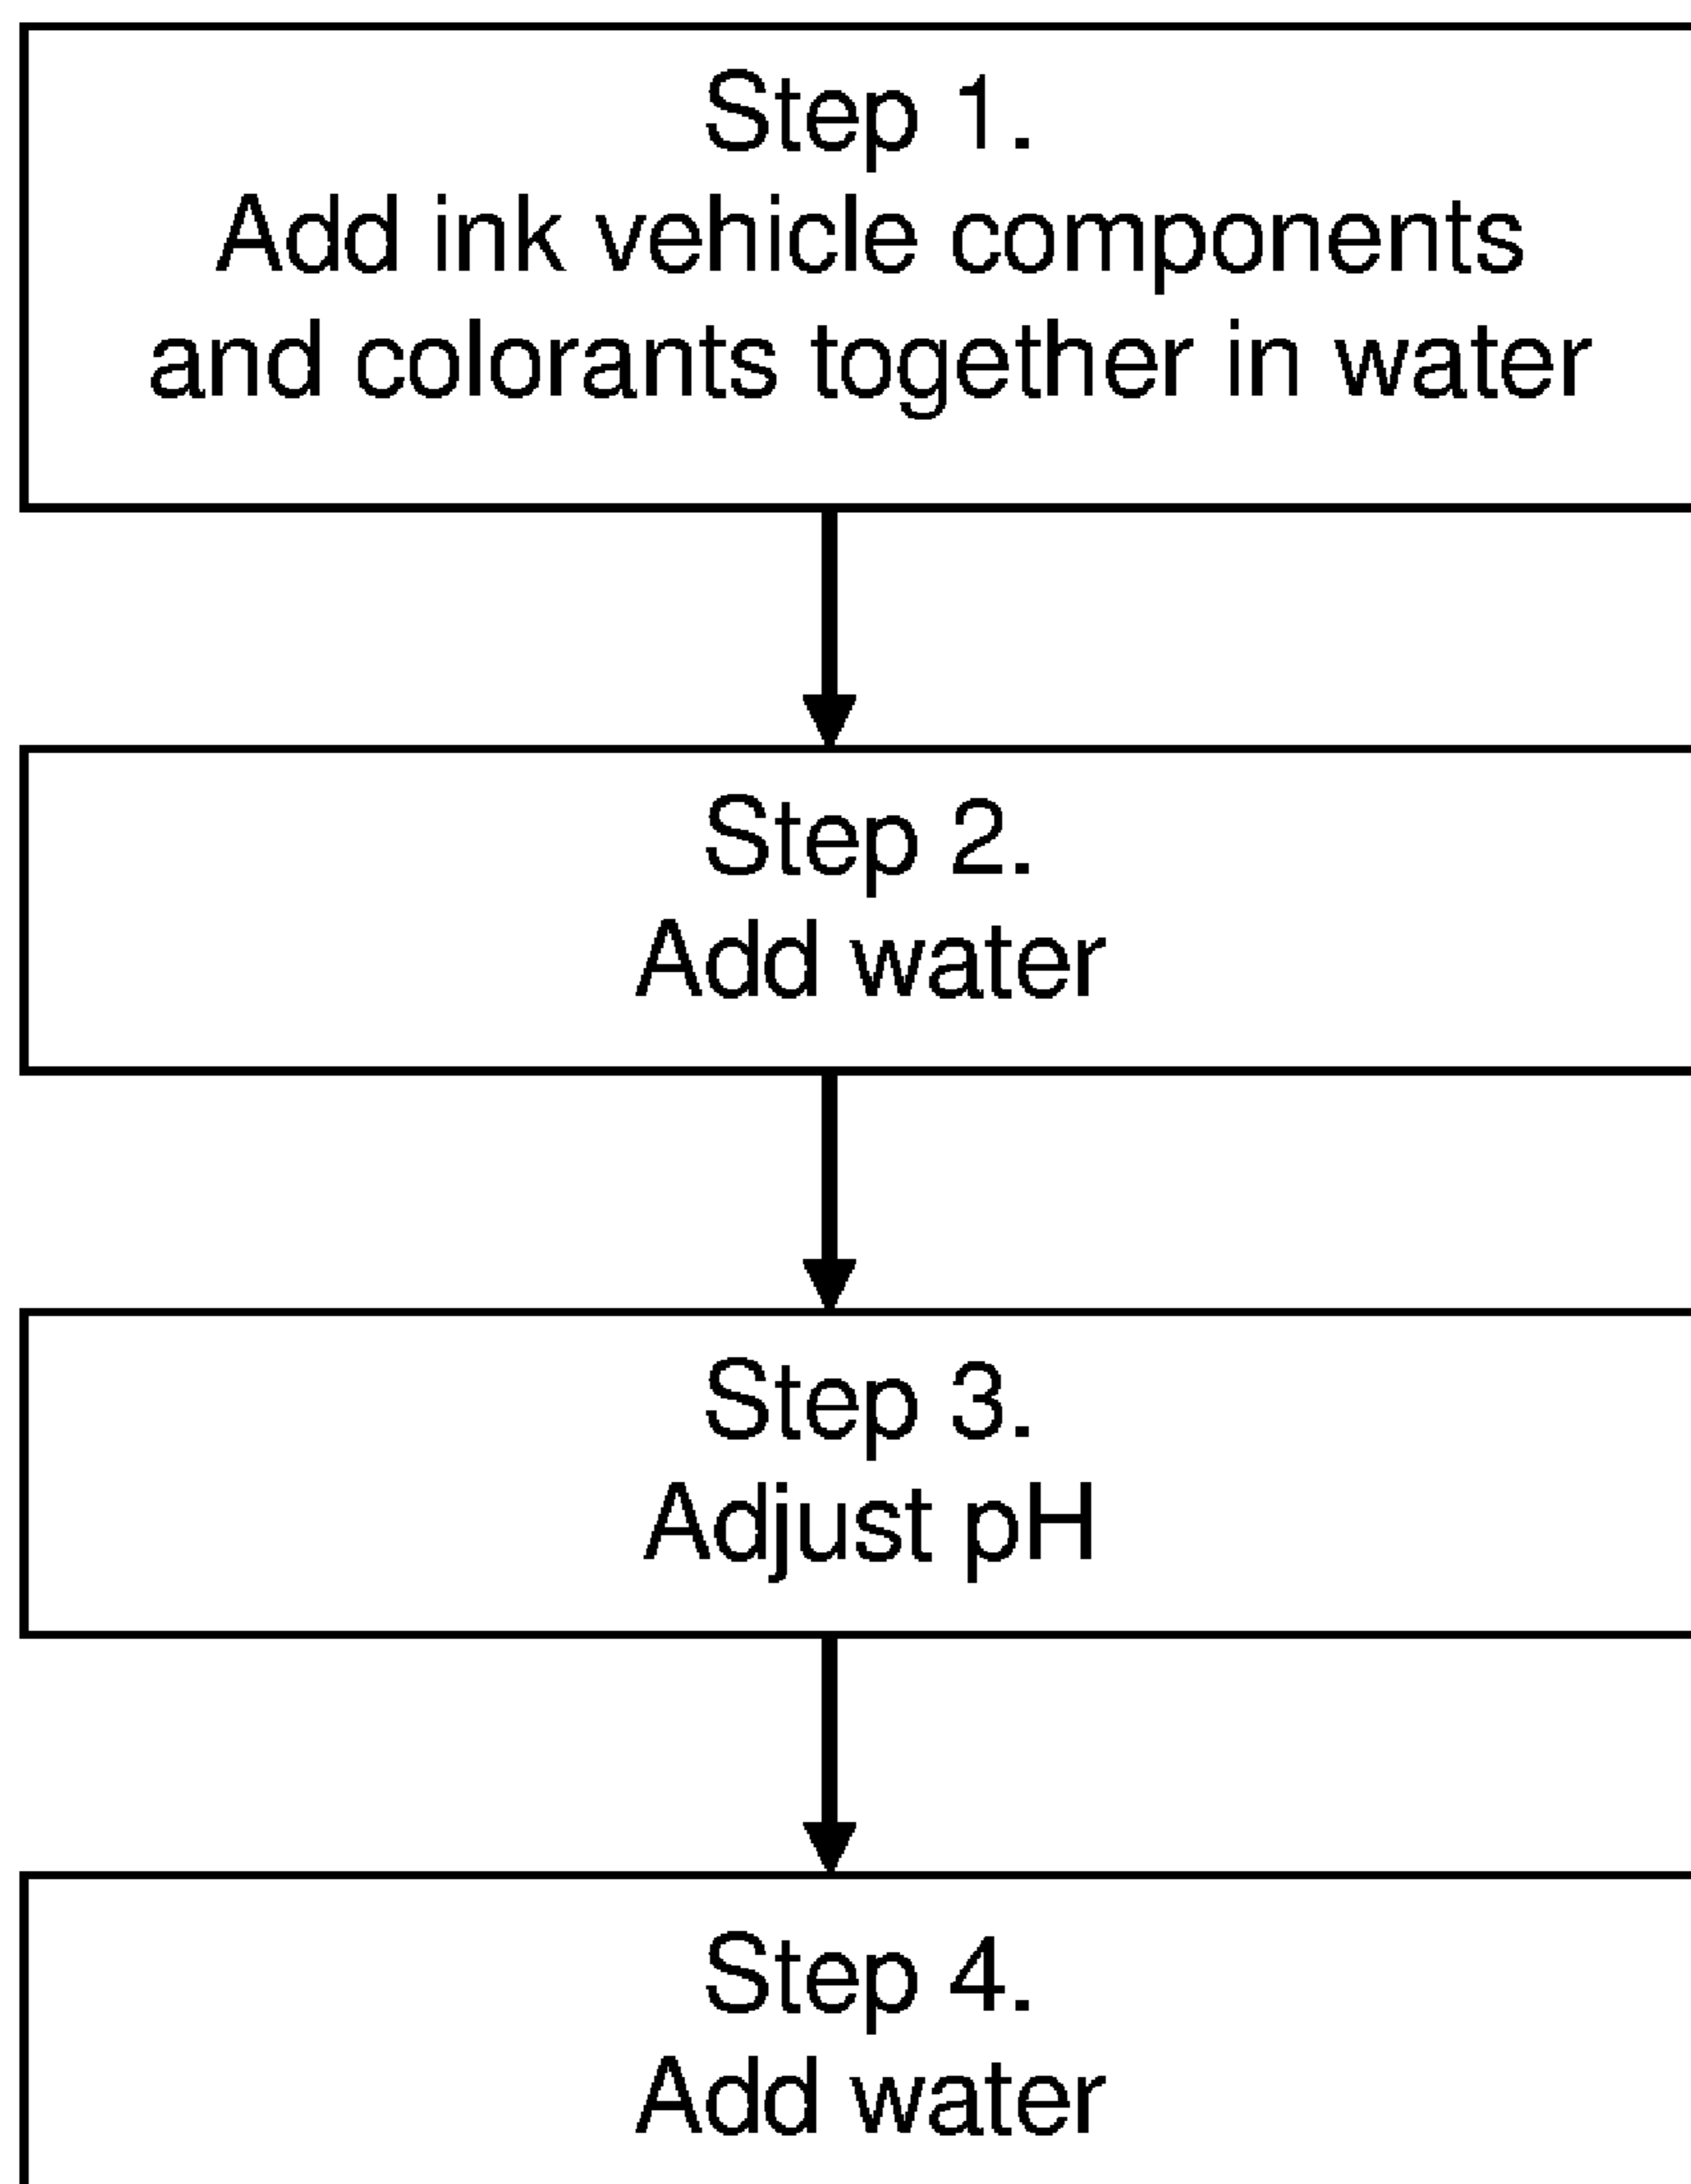 Step 1.
Add ink vehicle components
and colorants together in water
Step 2.
Add water
Step 3.
Adjust pH
Step 4.
Add water